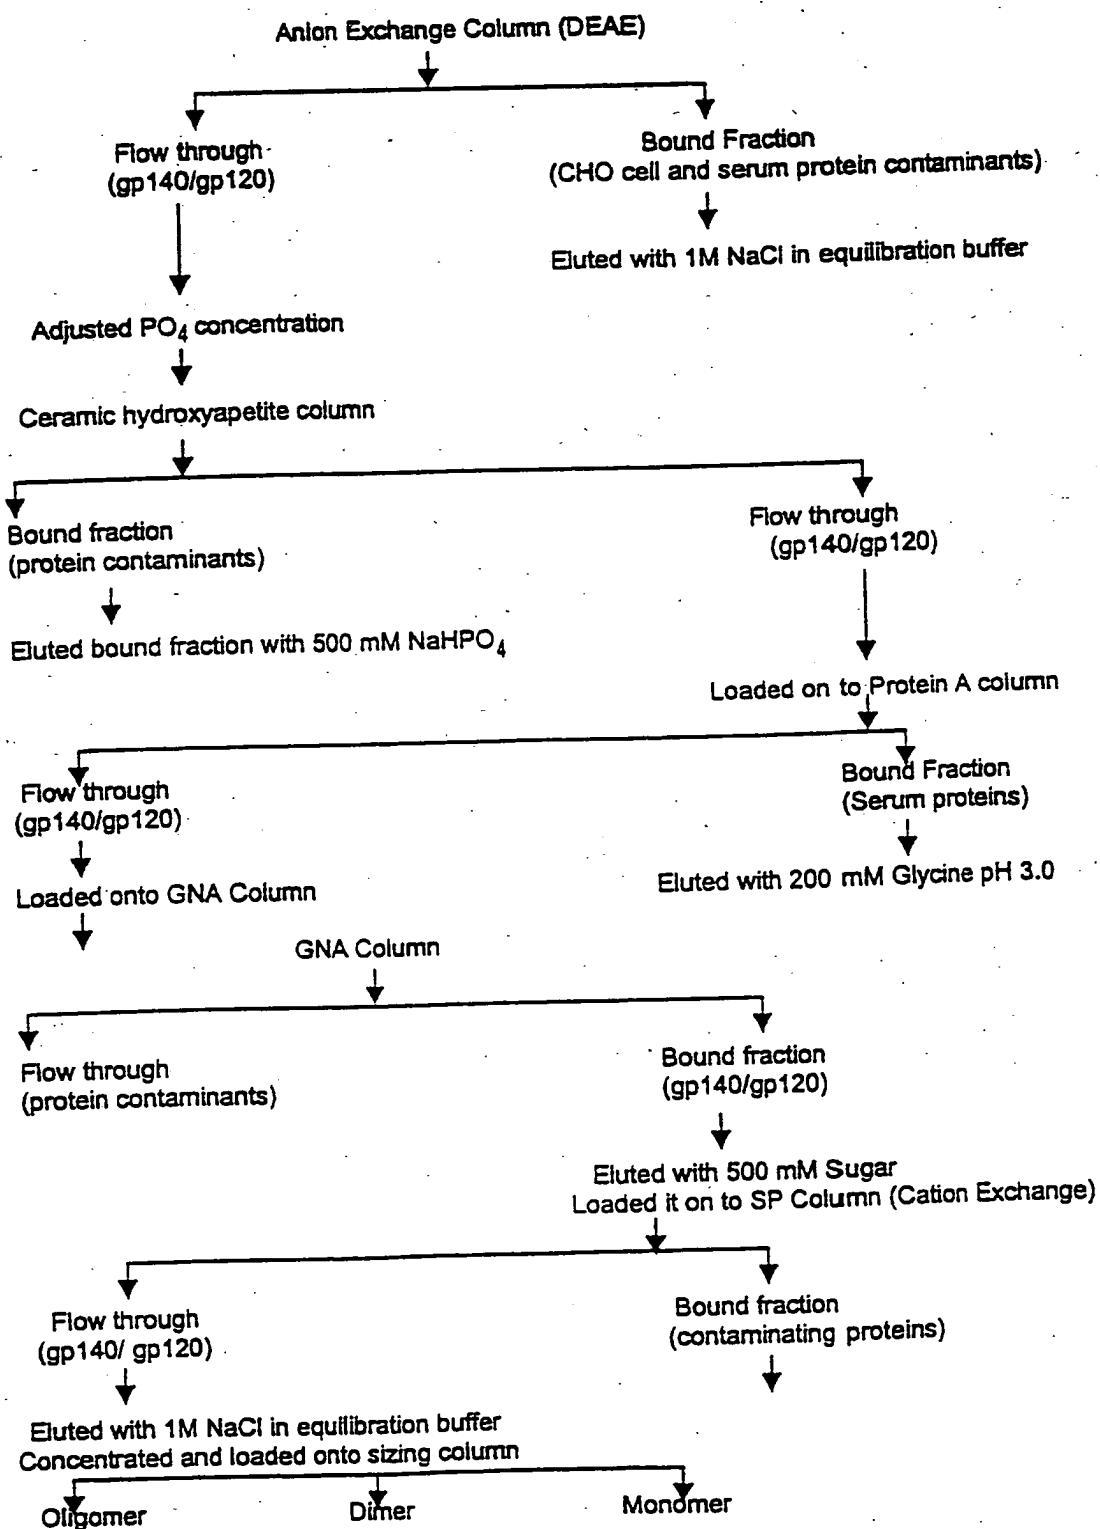 Anion Exchange Column (DEAE)
Flow through
(gp140/gp120)
Bound Fraction
(CHO cell and serum protein contaminants)
Eluted with 1M NaCl in equilibration buffer
Adjusted PO4 concentration
Ceramic hydroxyapetite column
Bound fraction
(protein contaminants)
Eluted bound fraction with 500 mM NaHPO4
Flow through
(gp140/gp120)
Loaded on to Protein A column
Flow through
(gp140/gp120)
Loaded onto GNA Column
Bound Fraction
(Serum proteins)
Eluted with 200 mM Glycine pH 3.0
GNA Column
Flow through
(protein contaminants)
Bound fraction
(gp140/gp120)
Eluted with 500 mM Sugar
Loaded it on to SP Column (Cation Exchange)
Flow through
(gp140/ gp120)
Bound fraction
(contaminating proteins)
Eluted with 1M NaCl in equilibration buffer
Concentrated and loaded onto sizing column
Oligomer
Dimer
Monomer